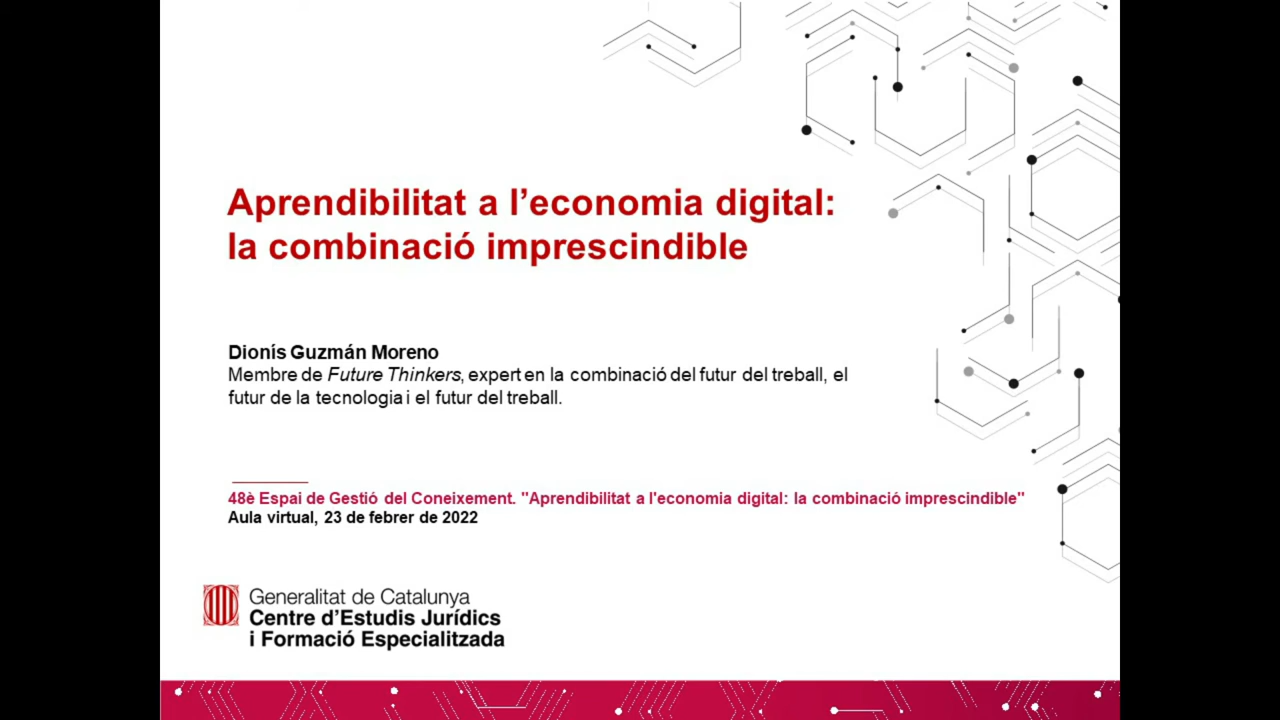 Aprendibilitat a l’economia digital:
la combinació imprescindible
Dionís Guzmán Moreno
Membre de Future Thinkers, expert en la combinació del futur del treball, el
futur de la tecnologia i el futur del treball.
48è Espai de Gestió del Coneixement. "Aprendibilitat a l'economia digital: la combinació imprescindible"
Aula virtual, 23 de febrer de 2022
Generalitat de Catalunya
Centre d’Estudis Jurídics
i Formació Especialitzada